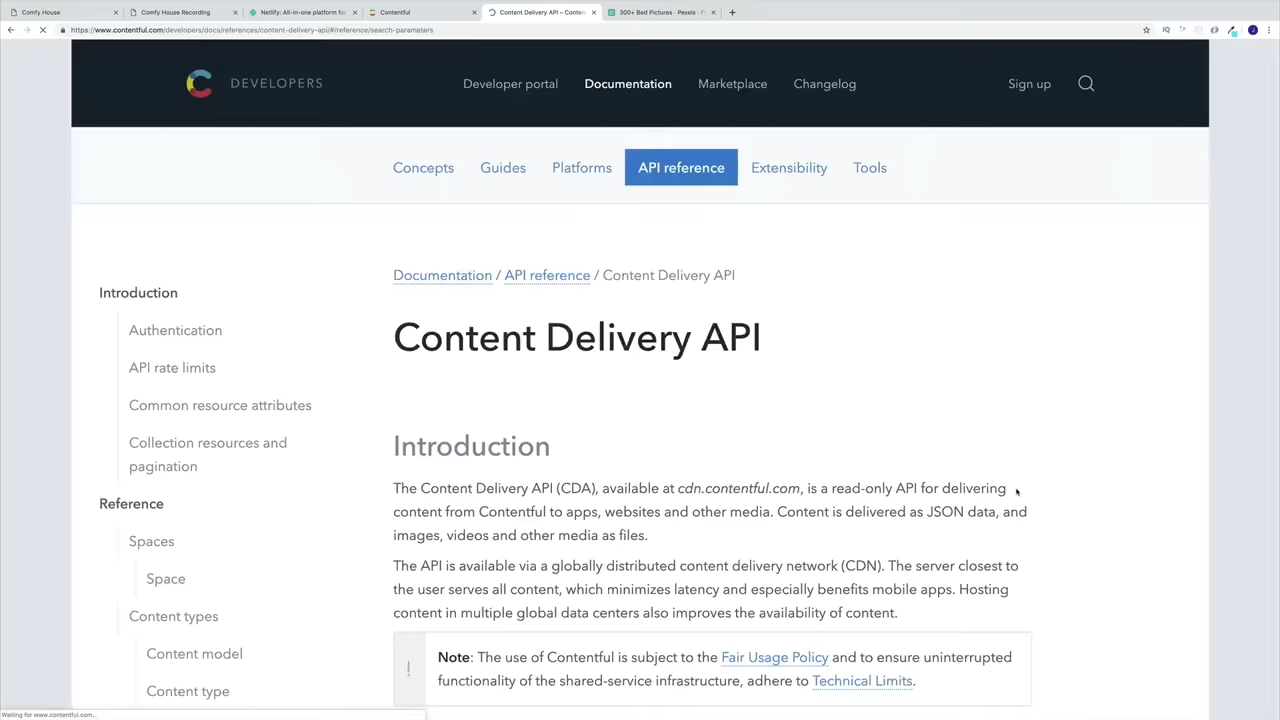 Comfy House
Comfy House Recording
Netlify: All-in-one platform for
Contentful
Content Delivery API – Conten
300+ Bed Pictures · Pexels · F
https://www.contentful.com/developers/docs/references/content-delivery-api/#/reference/search-parameters
DEVELOPERS
Developer portal
Documentation
Marketplace
Changelog
Sign up
Concepts
Guides
Platforms
API reference
Extensibility
Tools
Introduction
Authentication
API rate limits
Common resource attributes
Collection resources and
pagination
Reference
Spaces
Space
Content types
Content model
Content type
Documentation / API reference / Content Delivery API
Content Delivery API
Introduction
The Content Delivery API (CDA), available at cdn.contentful.com, is a read-only API for delivering
content from Contentful to apps, websites and other media. Content is delivered as JSON data, and
images, videos and other media as files.
The API is available via a globally distributed content delivery network (CDN). The server closest to
the user serves all content, which minimizes latency and especially benefits mobile apps. Hosting
content in multiple global data centers also improves the availability of content.
! Note: The use of Contentful is subject to the Fair Usage Policy and to ensure uninterrupted
functionality of the shared-service infrastructure, adhere to Technical Limits.
Waiting for www.contentful.com...